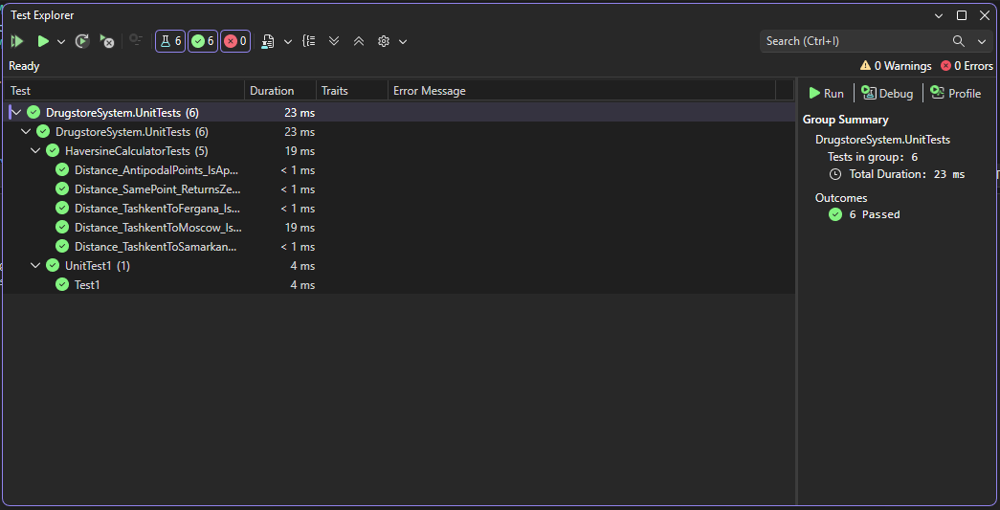 Test Explorer
6 6 0
Search (Ctrl+I)
Ready
0 Warnings 0 Errors
Test Duration Traits Error Message
DrugstoreSystem.UnitTests (6) 23 ms
DrugstoreSystem.UnitTests (6) 23 ms
HaversineCalculatorTests (5) 19 ms
Distance_AntipodalPoints_IsAp... < 1 ms
Distance_SamePoint_ReturnsZe... < 1 ms
Distance_TashkentToFergana_Is... < 1 ms
Distance_TashkentToMoscow_Is... 19 ms
Distance_TashkentToSamarkan... < 1 ms
UnitTest1 (1) 4 ms
Test1 4 ms
Run Debug Profile
Group Summary
DrugstoreSystem.UnitTests
Tests in group: 6
Total Duration: 23 ms
Outcomes
6 Passed